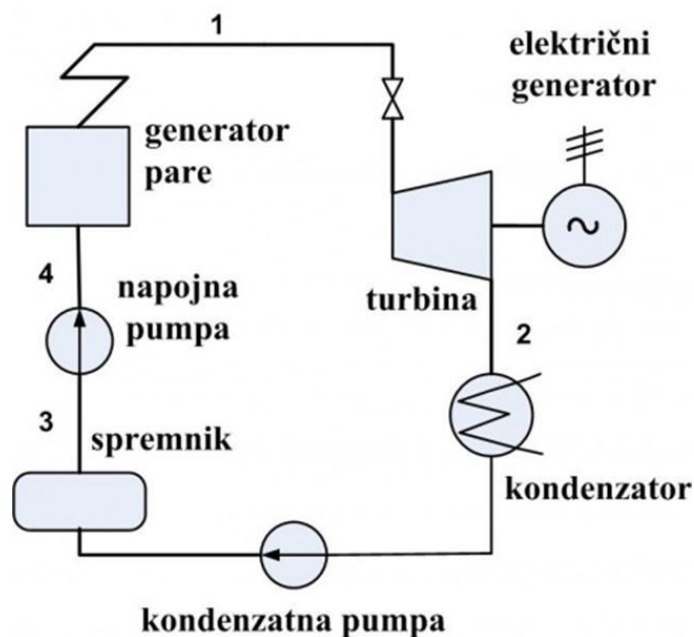 1
električni
generator
generator
pare
4
napojna
pumpa
turbina
2
3
spremnik
kondenzator
kondenzatna pumpa